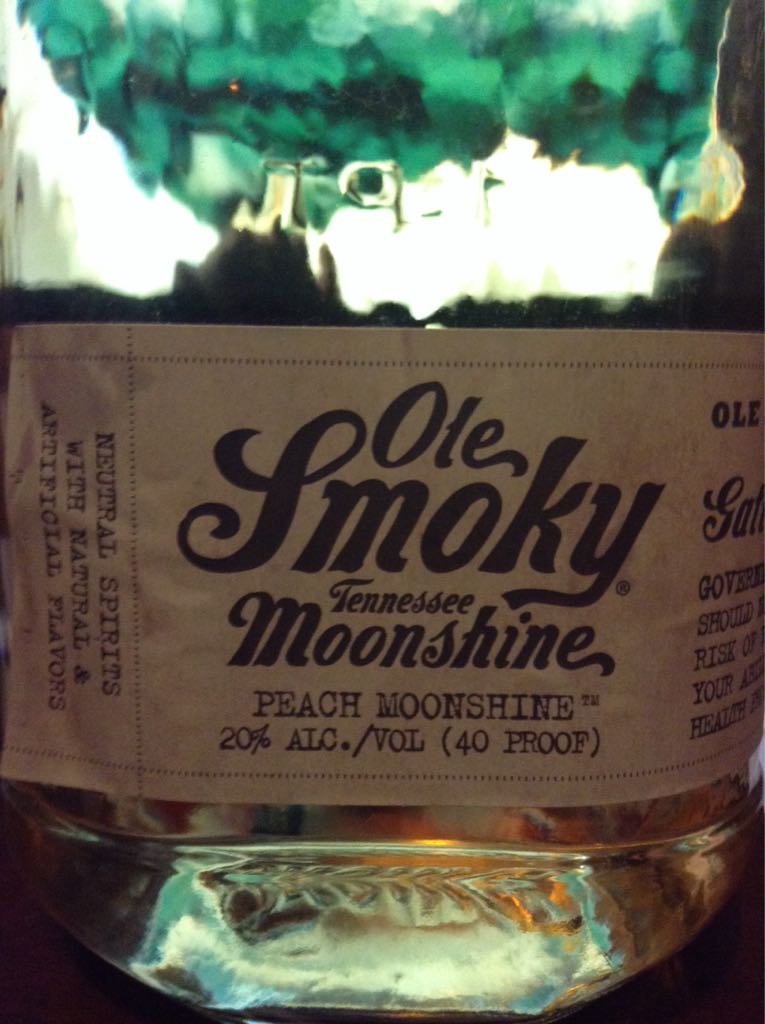 NEUTRAL SPIRITS
WITH NATURAL &
ARTIFICIAL FLAVORS
Ole
Smoky®
Tennessee
Moonshine
PEACH MOONSHINE™
20% ALC./VOL (40 PROOF)
OLE
SHOULD
RISK OF
YOUR
HEALTH